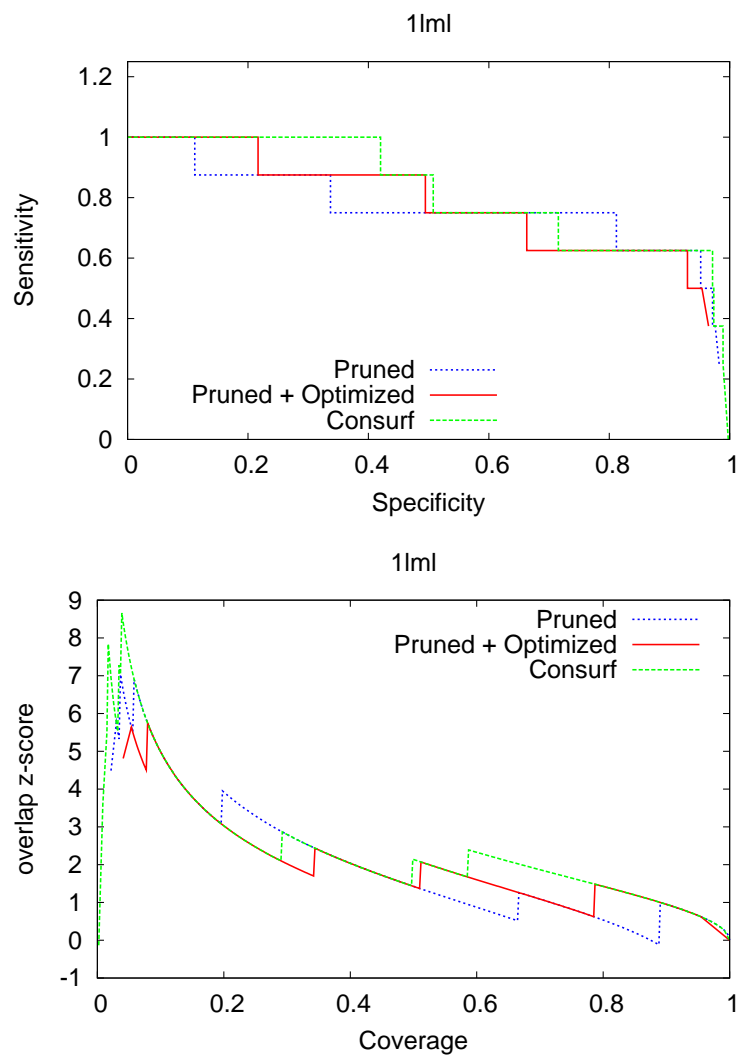 1lml
1.2
1
0.8
0.6
0.4
0.2
0
Sensitivity
Pruned
Pruned + Optimized
Consurf
0 0.2 0.4 0.6 0.8 1
Specificity
1lml
9
8
7
6
5
4
3
2
1
0
-1
overlap z-score
Pruned
Pruned + Optimized
Consurf
0 0.2 0.4 0.6 0.8 1
Coverage